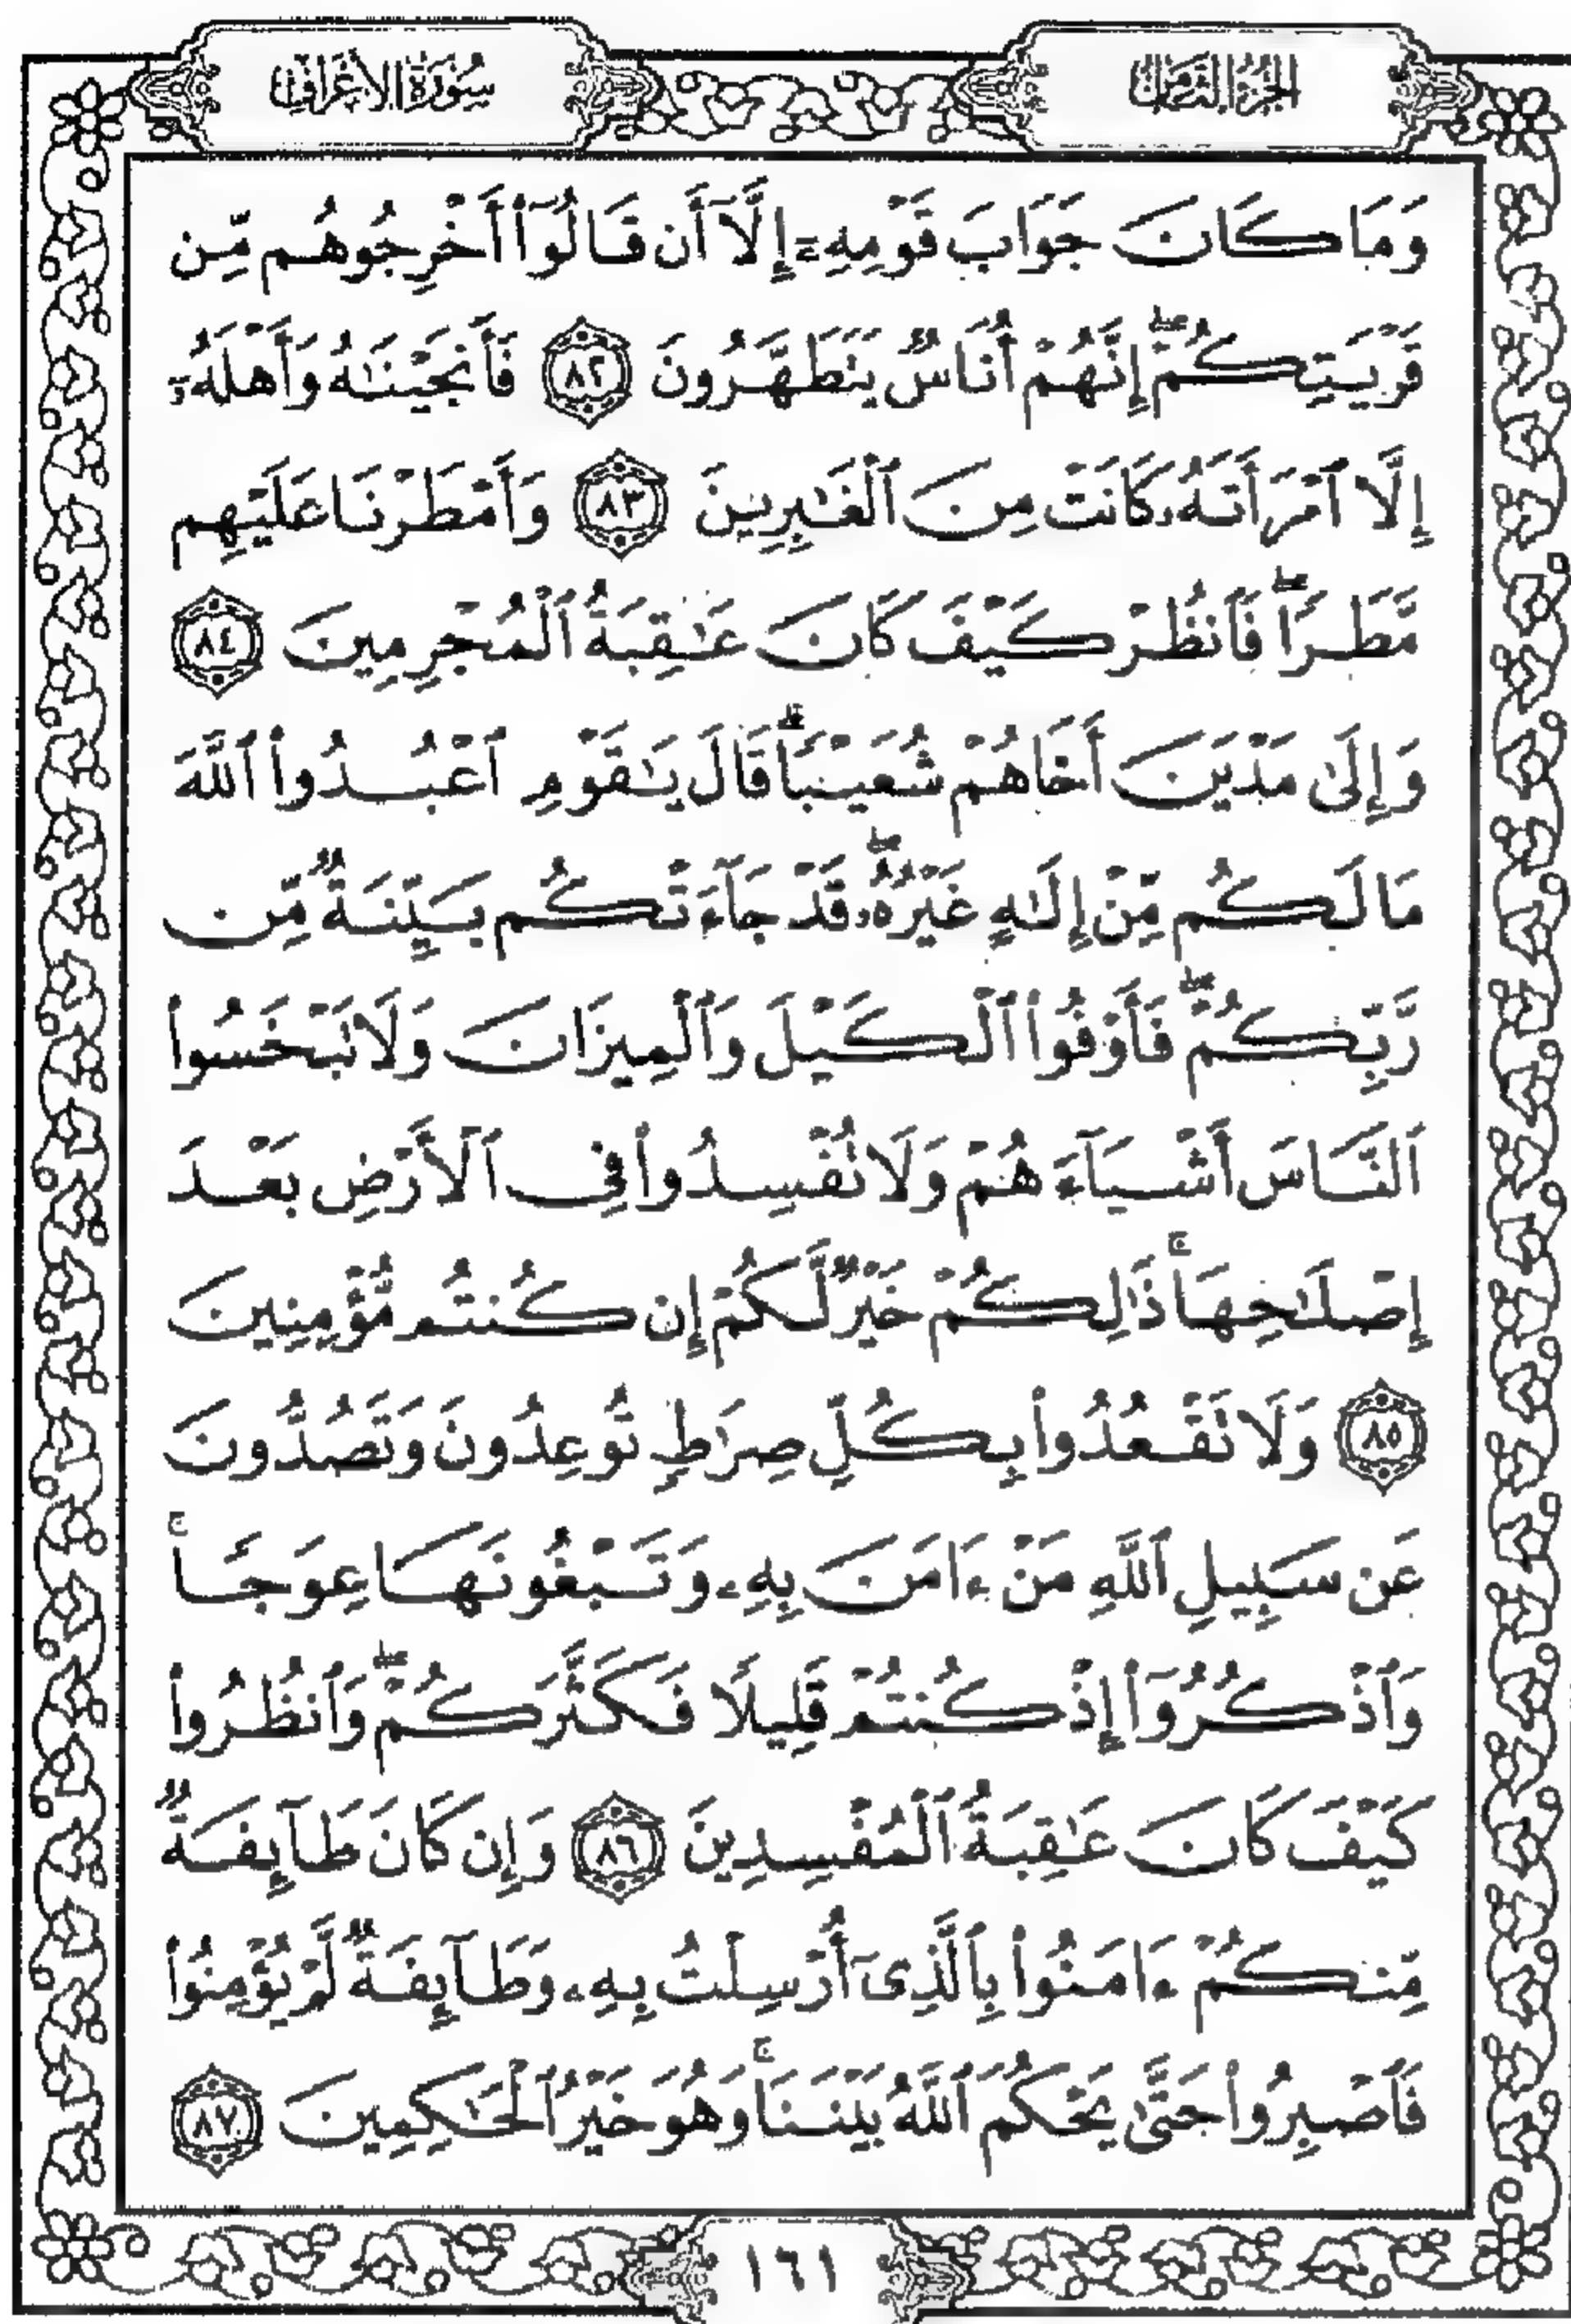 الجزء الثامن
سورة الأعراف
وَمَا كَانَ جَوَابَ قَوْمِهِۦٓ إِلَّآ أَن قَالُوٓا۟ أَخْرِجُوهُم مِّن
قَرْيَتِكُمْ ۖ إِنَّهُمْ أُنَاسٌ يَتَطَهَّرُونَ ٨٢ فَأَنجَيْنَٰهُ وَأَهْلَهُۥٓ
إِلَّا ٱمْرَأَتَهُۥ كَانَتْ مِنَ ٱلْغَٰبِرِينَ ٨٣ وَأَمْطَرْنَا عَلَيْهِم
مَّطَرًا ۖ فَٱنظُرْ كَيْفَ كَانَ عَٰقِبَةُ ٱلْمُجْرِمِينَ ٨٤
وَإِلَىٰ مَدْيَنَ أَخَاهُمْ شُعَيْبًا ۗ قَالَ يَٰقَوْمِ ٱعْبُدُوا۟ ٱللَّهَ
مَا لَكُم مِّنْ إِلَٰهٍ غَيْرُهُۥ ۖ قَدْ جَآءَتْكُم بَيِّنَةٌ مِّن
رَّبِّكُمْ ۖ فَأَوْفُوا۟ ٱلْكَيْلَ وَٱلْمِيزَانَ وَلَا تَبْخَسُوا۟
ٱلنَّاسَ أَشْيَآءَهُمْ وَلَا تُفْسِدُوا۟ فِى ٱلْأَرْضِ بَعْدَ
إِصْلَٰحِهَا ۚ ذَٰلِكُمْ خَيْرٌ لَّكُمْ إِن كُنتُم مُّؤْمِنِينَ
٨٥ وَلَا تَقْعُدُوا۟ بِكُلِّ صِرَٰطٍ تُوعِدُونَ وَتَصُدُّونَ
عَن سَبِيلِ ٱللَّهِ مَنْ ءَامَنَ بِهِۦ وَتَبْغُونَهَا عِوَجًا ۚ
وَٱذْكُرُوٓا۟ إِذْ كُنتُمْ قَلِيلًا فَكَثَّرَكُمْ ۖ وَٱنظُرُوا۟
كَيْفَ كَانَ عَٰقِبَةُ ٱلْمُفْسِدِينَ ٨٦ وَإِن كَانَ طَآئِفَةٌ
مِّنكُمْ ءَامَنُوا۟ بِٱلَّذِىٓ أُرْسِلْتُ بِهِۦ وَطَآئِفَةٌ لَّمْ يُؤْمِنُوا۟
فَٱصْبِرُوا۟ حَتَّىٰ يَحْكُمَ ٱللَّهُ بَيْنَنَا ۚ وَهُوَ خَيْرُ ٱلْحَٰكِمِينَ ٨٧
١٦١